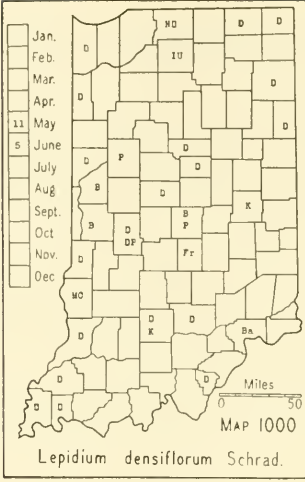 Jan.
Feb.
Mar.
Apr.
11 May
5 June
July
Aug
Sept.
Oct
Nov.
Dec
ND D D
D IU
D D
D P D D
B D K
B D DP B P
D Fr
MC
D D K D Ba
D D
D D
Miles
0 50
MAP 1000
Lepidium densiflorum Schrad.